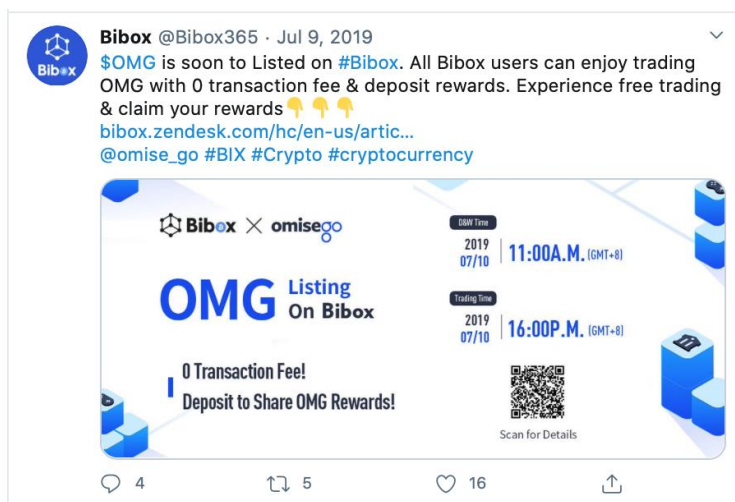 Bibox @Bibox365 · Jul 9, 2019
Bibox
$OMG is soon to Listed on #Bibox. All Bibox users can enjoy trading
OMG with 0 transaction fee & deposit rewards. Experience free trading
& claim your rewards👇👇👇
bibox.zendesk.com/hc/en-us/artic...
@omise_go #BIX #Crypto #cryptocurrency
Bibox X omisego
OMG Listing
On Bibox
0 Transaction Fee!
Deposit to Share OMG Rewards!
D&W Time
2019
07/10
11:00A.M. (GMT+8)
Trading Time
2019
07/10
16:00P.M. (GMT+8)
Scan for Details
4 5 16